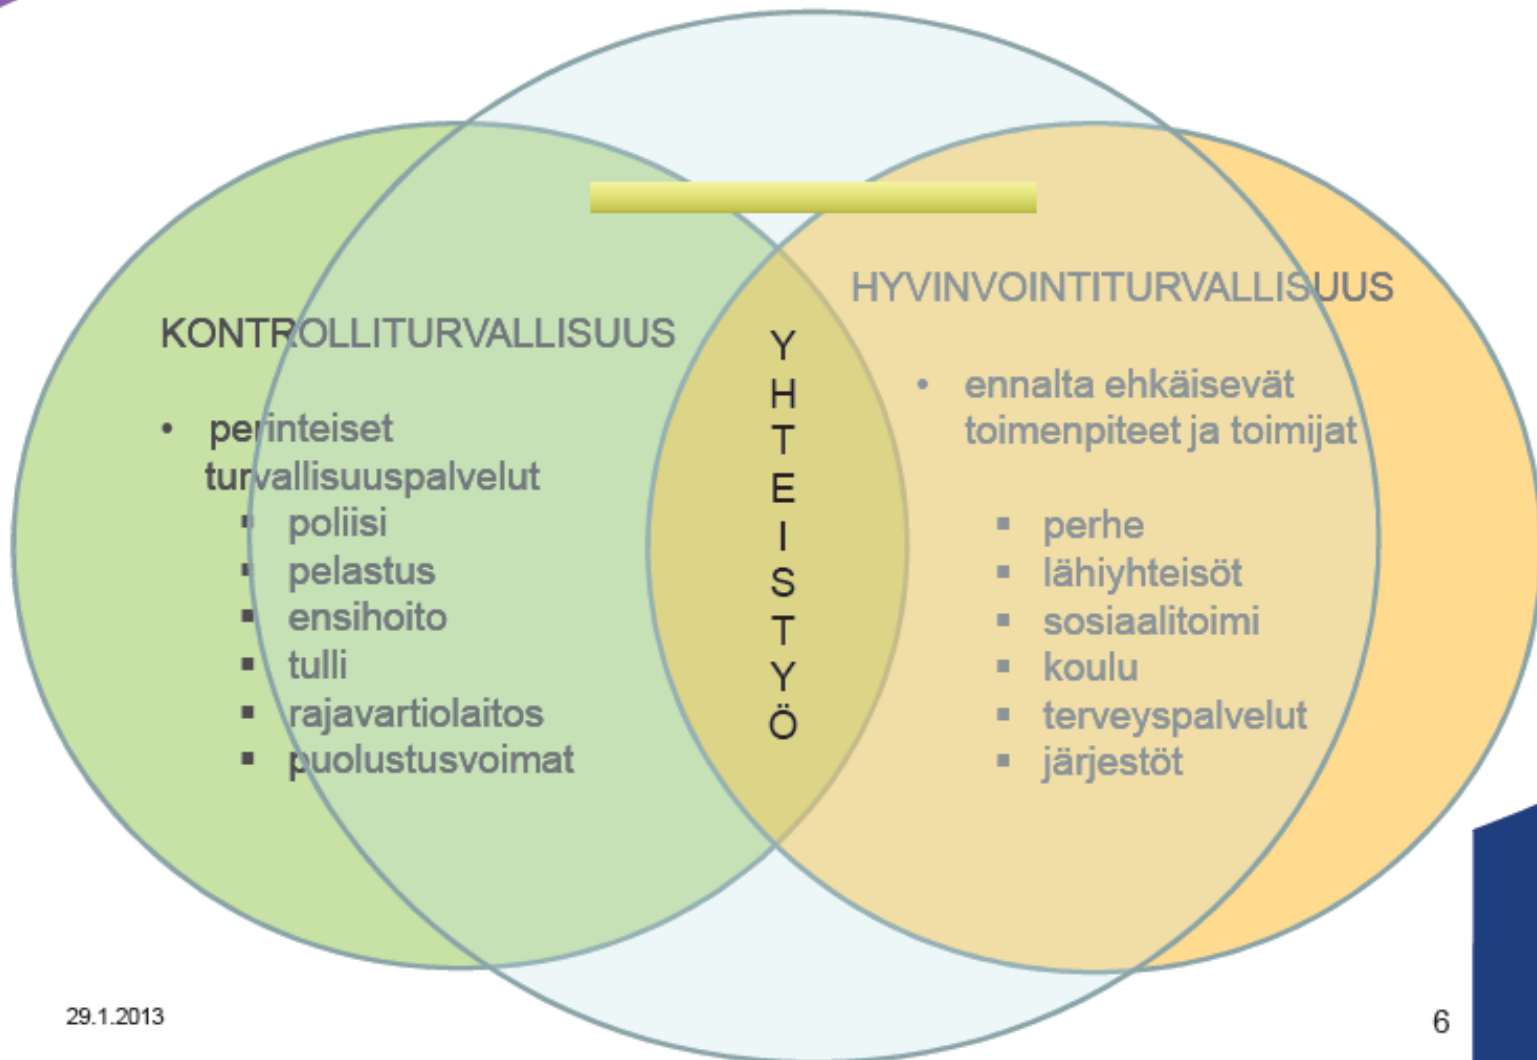 KONTROLLITURVALLISUUS
• perinteiset
turvallisuuspalvelut
▪ poliisi
▪ pelastus
▪ ensihoito
▪ tulli
▪ rajavartiolaitos
▪ puolustusvoimat
Y
H
T
E
I
S
T
Y
Ö
HYVINVOINTITURVALLISUUS
• ennalta ehkäisevät
toimenpiteet ja toimijat
▪ perhe
▪ lähiyhteisöt
▪ sosiaalitoimi
▪ koulu
▪ terveyspalvelut
▪ järjestöt
29.1.2013
6